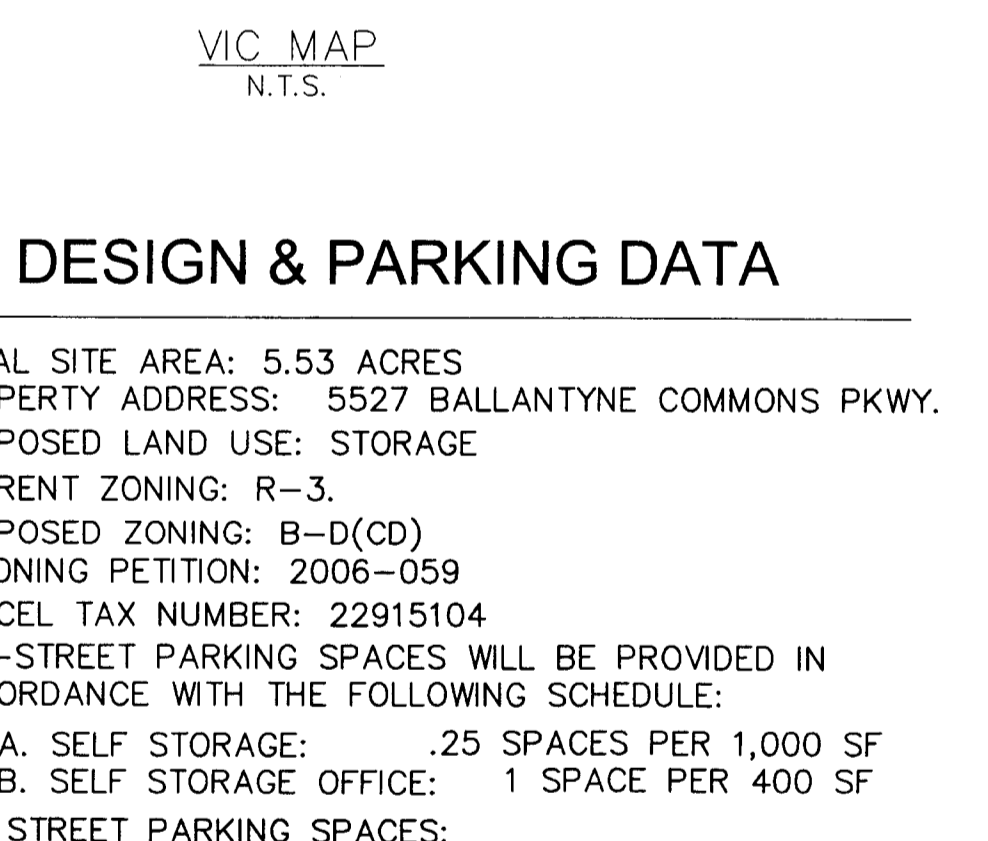 VIC MAP
N.T.S.
DESIGN & PARKING DATA
AL SITE AREA: 5.53 ACRES
PERTY ADDRESS: 5527 BALLANTYNE COMMONS PKWY.
POSED LAND USE: STORAGE
RENT ZONING: R-3.
POSED ZONING: B-D(CD)
ONING PETITION: 2006-059
CEL TAX NUMBER: 22915104
-STREET PARKING SPACES WILL BE PROVIDED IN
ORDANCE WITH THE FOLLOWING SCHEDULE:
A. SELF STORAGE: .25 SPACES PER 1,000 SF
B. SELF STORAGE OFFICE: 1 SPACE PER 400 SF
STREET PARKING SPACES: